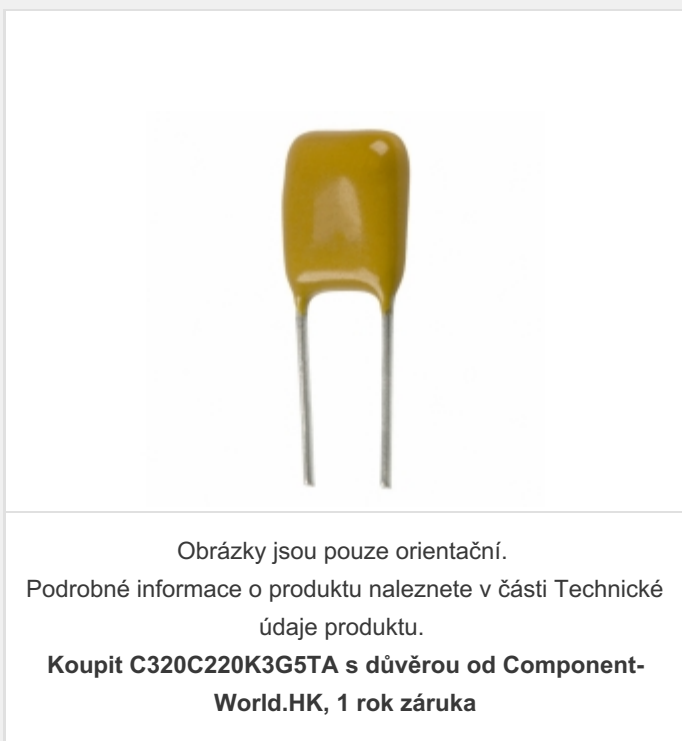 Obrázky jsou pouze orientační.
Podrobné informace o produktu naleznete v části Technické
údaje produktu.
Koupit C320C220K3G5TA s důvěrou od Component-
World.HK, 1 rok záruka